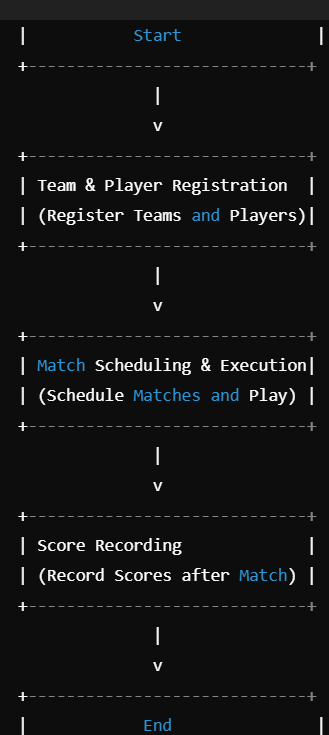 |           Start              |
+-----------------------------+
              |
              v
+-----------------------------+
| Team & Player Registration  |
| (Register Teams and Players)|
+-----------------------------+
              |
              v
+-----------------------------+
| Match Scheduling & Execution|
| (Schedule Matches and Play) |
+-----------------------------+
              |
              v
+-----------------------------+
| Score Recording             |
| (Record Scores after Match) |
+-----------------------------+
              |
              v
+-----------------------------+
|            End               |